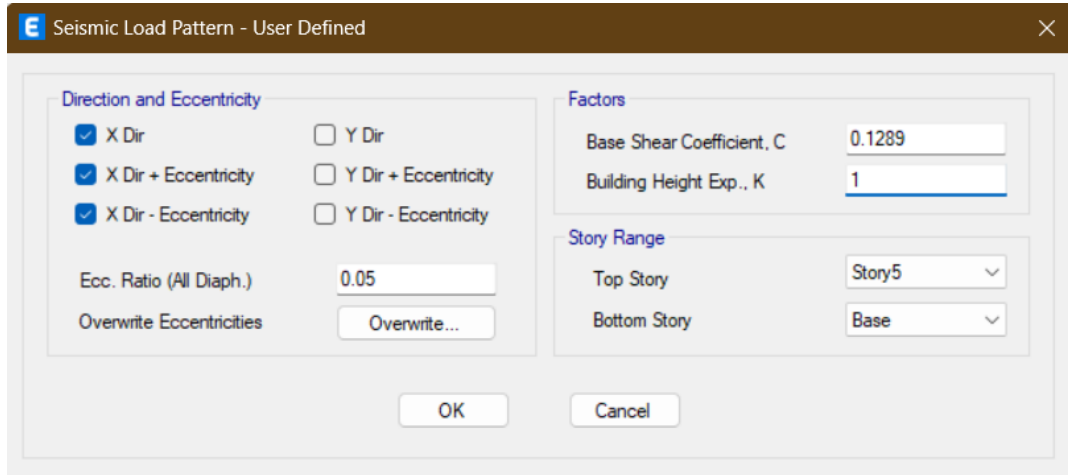 E Seismic Load Pattern - User Defined
Direction and Eccentricity
X Dir
Y Dir
X Dir + Eccentricity
Y Dir + Eccentricity
X Dir - Eccentricity
Y Dir - Eccentricity
Ecc. Ratio (All Diaph.)
0.05
Overwrite Eccentricities
Overwrite...
Factors
Base Shear Coefficient, C
0.1289
Building Height Exp., K
1
Story Range
Top Story
Story5
Bottom Story
Base
OK
Cancel